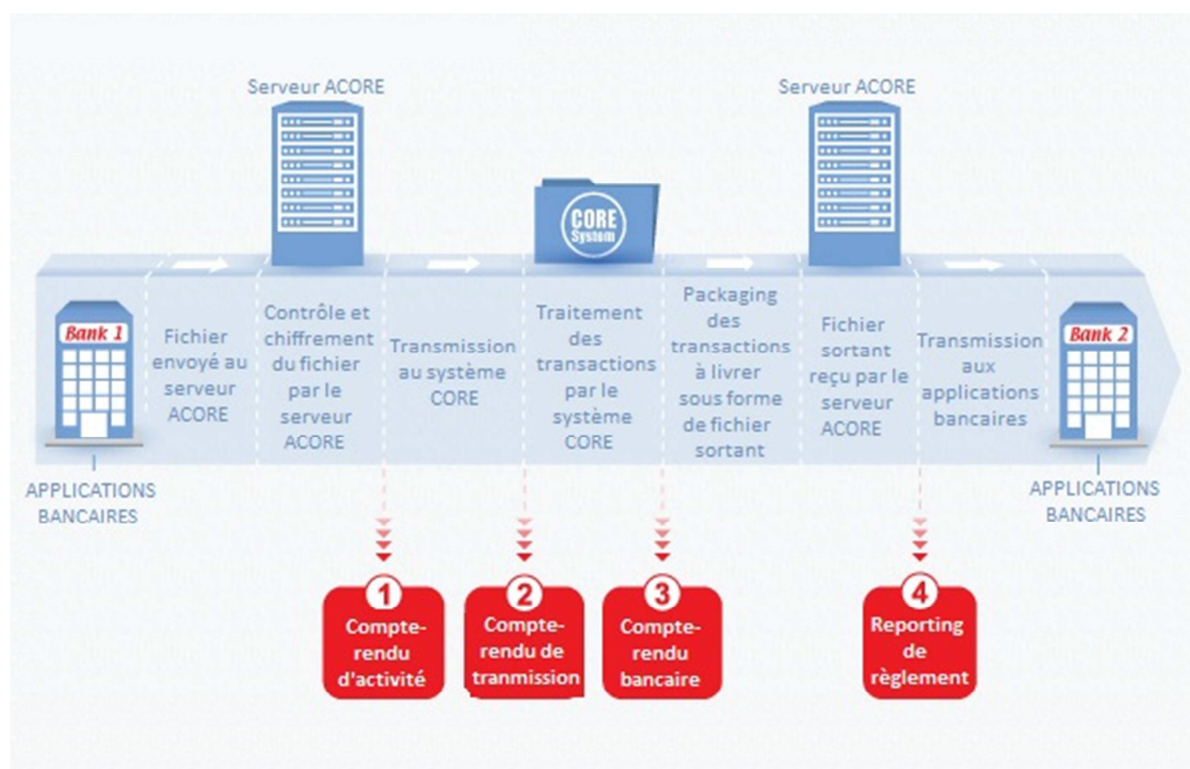 Serveur ACORE
Serveur ACORE
CORE
System
Bank 1
Fichier
envoyé au
serveur
ACORE
Contrôle et
chiffrement
du fichier
par le
serveur
ACORE
Transmission
au système
CORE
Traitement
des
transactions
par le
système
CORE
Packaging
des
transactions
à livrer
sous forme
de fichier
sortant
Fichier
sortant
reçu par le
serveur
ACORE
Transmission
aux
applications
bancaires
Bank 2
APPLICATIONS
BANCAIRES
APPLICATIONS
BANCAIRES
1
Compte-
rendu
d'activité
2
Compte-
rendu de
tranmission
3
Compte-
rendu
bancaire
4
Reporting
de
règlement